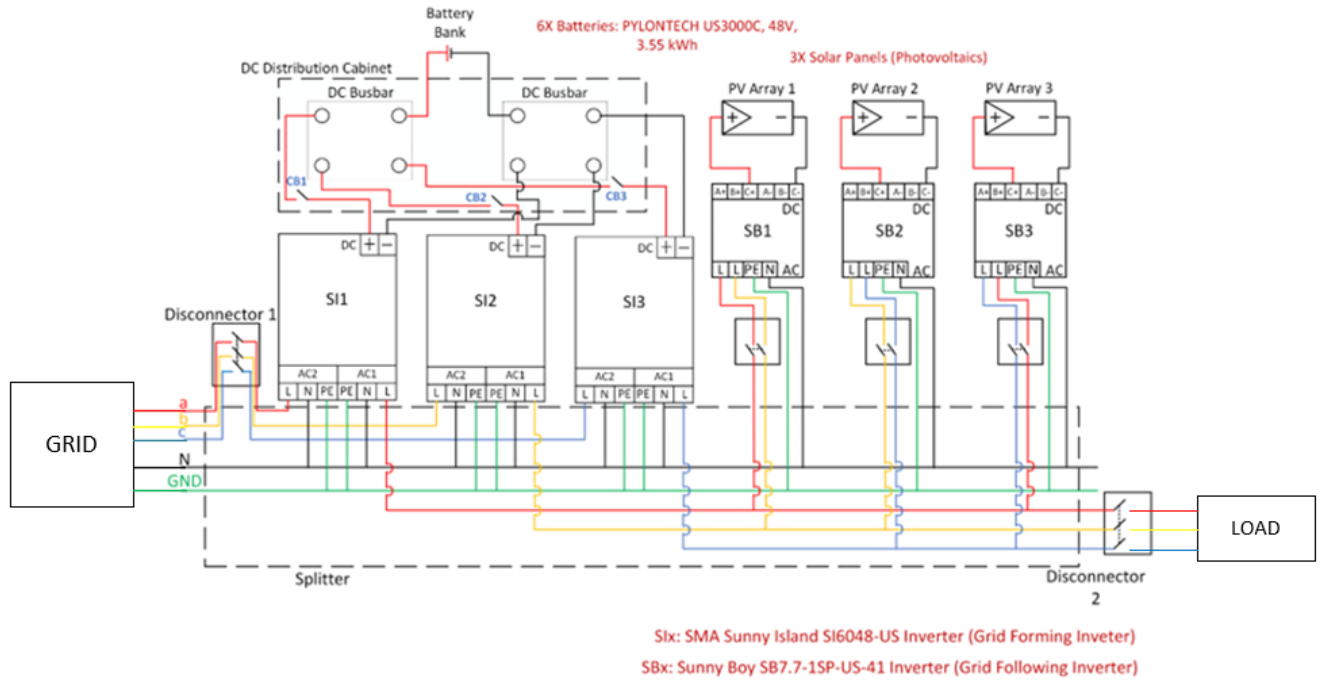 Battery
Bank
6X Batteries: PYLONTECH US3000C, 48V,
3.55 kWh
3X Solar Panels (Photovoltaics)
DC Distribution Cabinet
DC Busbar
DC Busbar
PV Array 1
PV Array 2
PV Array 3
+ −
+ −
+ −
CB1
CB2
CB3
A+ B+ C+ A- B- C-
A+ B+ C+ A- B- C-
A+ B+ C+ A- B- C-
DC
DC
DC
SB1
SB2
SB3
L L PE N AC
L L PE N AC
L L PE N AC
DC + −
DC + −
DC + −
SI1
SI2
SI3
Disconnector 1
AC2 AC1
AC2 AC1
AC2 AC1
L N PE PE N L
L N PE PE N L
L N PE PE N L
GRID
a
b
c
N
GND
LOAD
Splitter
Disconnector
2
SIx: SMA Sunny Island SI6048-US Inverter (Grid Forming Inveter)
SBx: Sunny Boy SB7.7-1SP-US-41 Inverter (Grid Following Inverter)